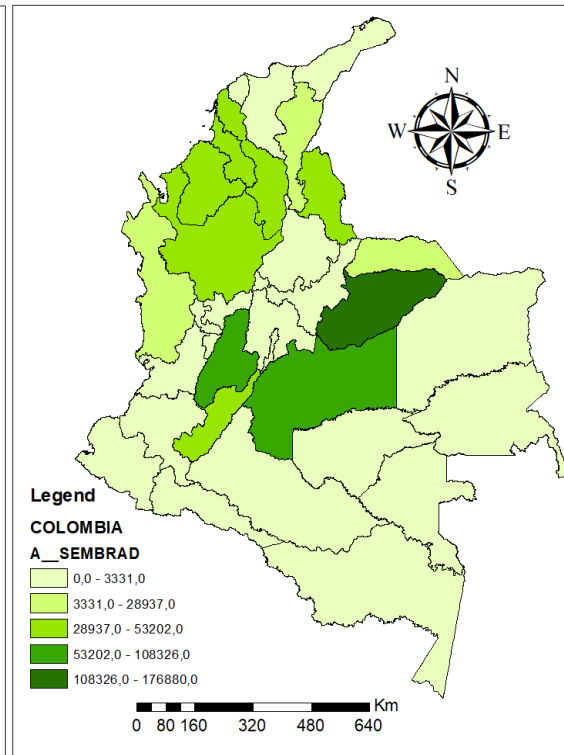 N
W E
S
Legend
COLOMBIA
A__SEMBRAD
0,0 - 3331,0
3331,0 - 28937,0
28937,0 - 53202,0
53202,0 - 108326,0
108326,0 - 176880,0
Km
0 80 160 320 480 640